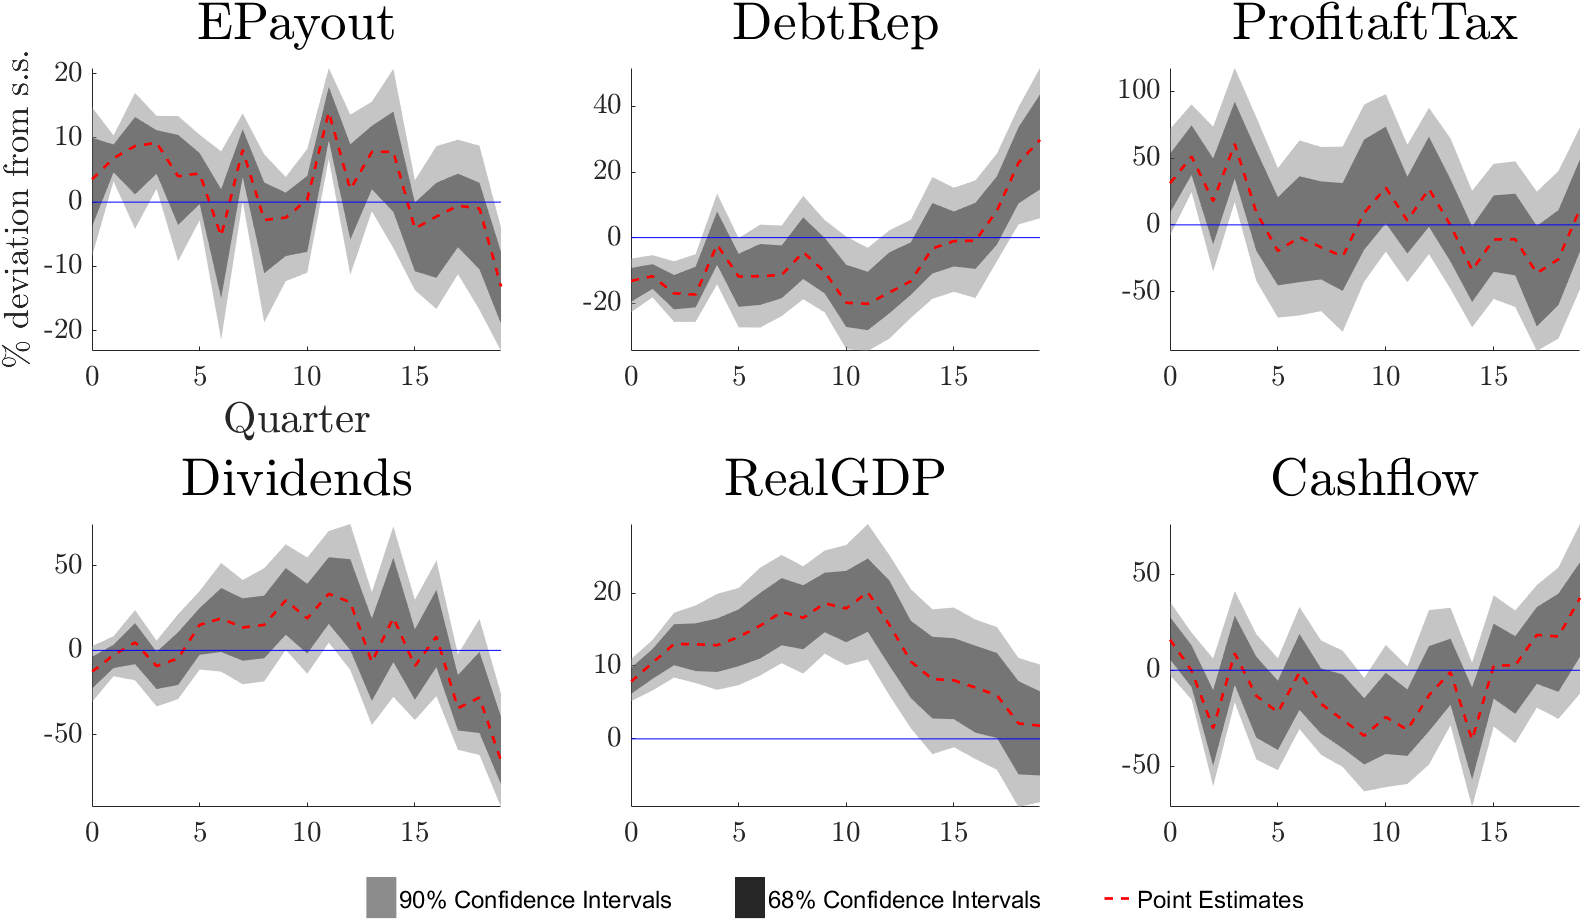 EPayout
DebtRep
ProfitaftTax
% deviation from s.s.
20
10
0
-10
-20
0 5 10 15
40
20
0
-20
0 5 10 15
100
50
0
-50
0 5 10 15
Quarter
Dividends
RealGDP
Cashflow
50
0
-50
0 5 10 15
20
10
0
0 5 10 15
50
0
-50
0 5 10 15
90% Confidence Intervals
68% Confidence Intervals
Point Estimates